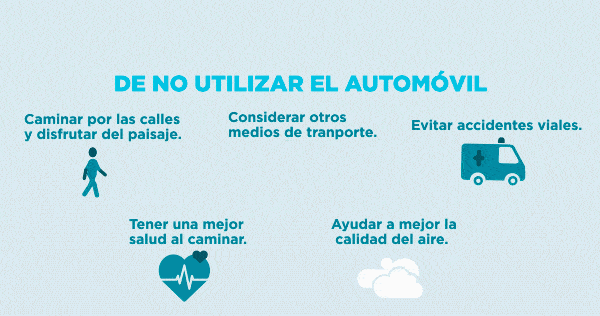 DE NO UTILIZAR EL AUTOMÓVIL
Caminar por las calles
y disfrutar del paisaje.
Considerar otros
medios de tranporte.
Evitar accidentes viales.
Tener una mejor
salud al caminar.
Ayudar a mejor la
calidad del aire.